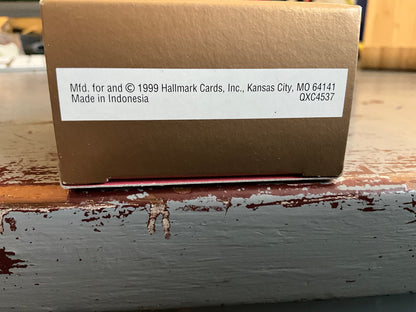 Mfd. for and © 1999 Hallmark Cards, Inc., Kansas City, MO 64141
Made in Indonesia QXC4537